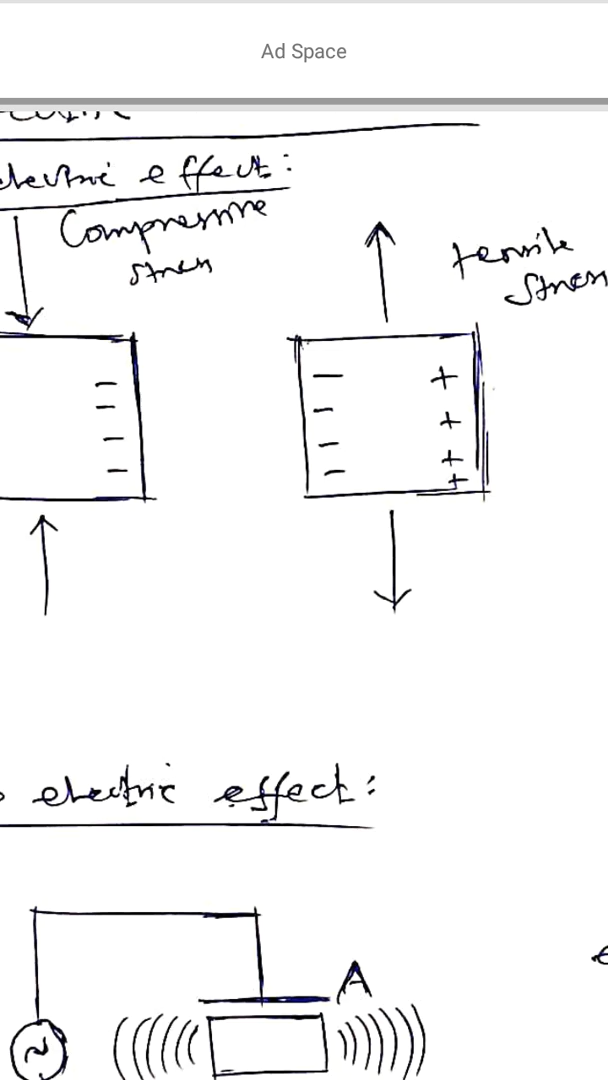 Ad Space
electric effect:
Compressive
stress
tensile
stress
− +
− +
− +
− +
−
−
−
−
electric effect:
A
~